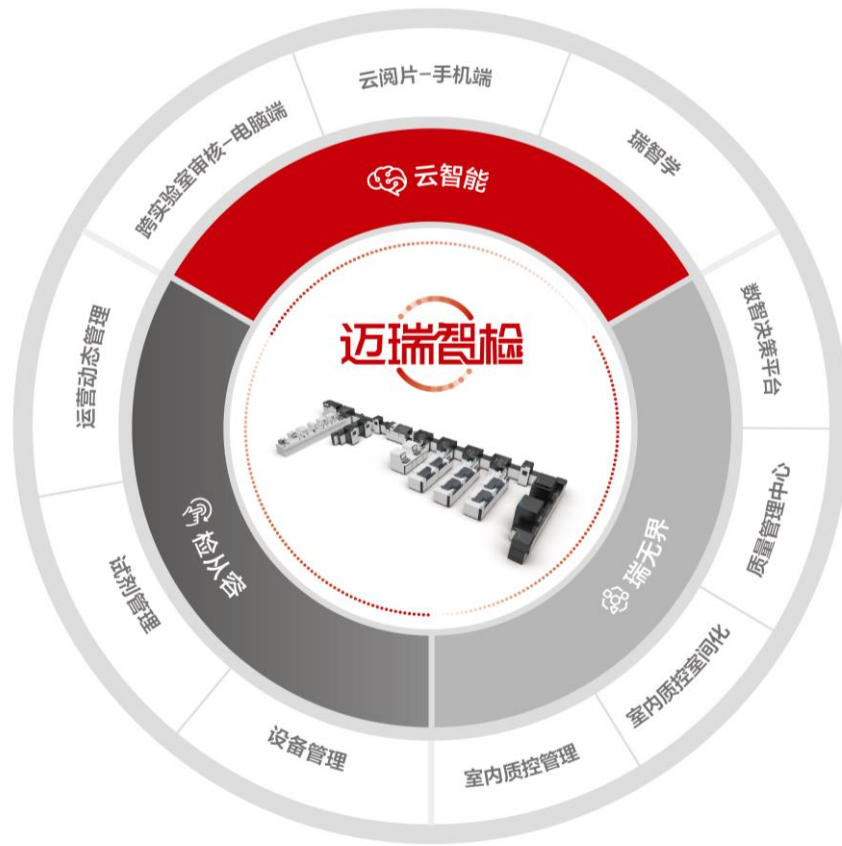 云阅片-手机端
跨实验室审核-电脑端
瑞智学
云智能
运营动态管理
数智决策平台
迈瑞智检
检从容
瑞无界
质量管理中心
试剂管理
室内质控室间化
设备管理
室内质控管理